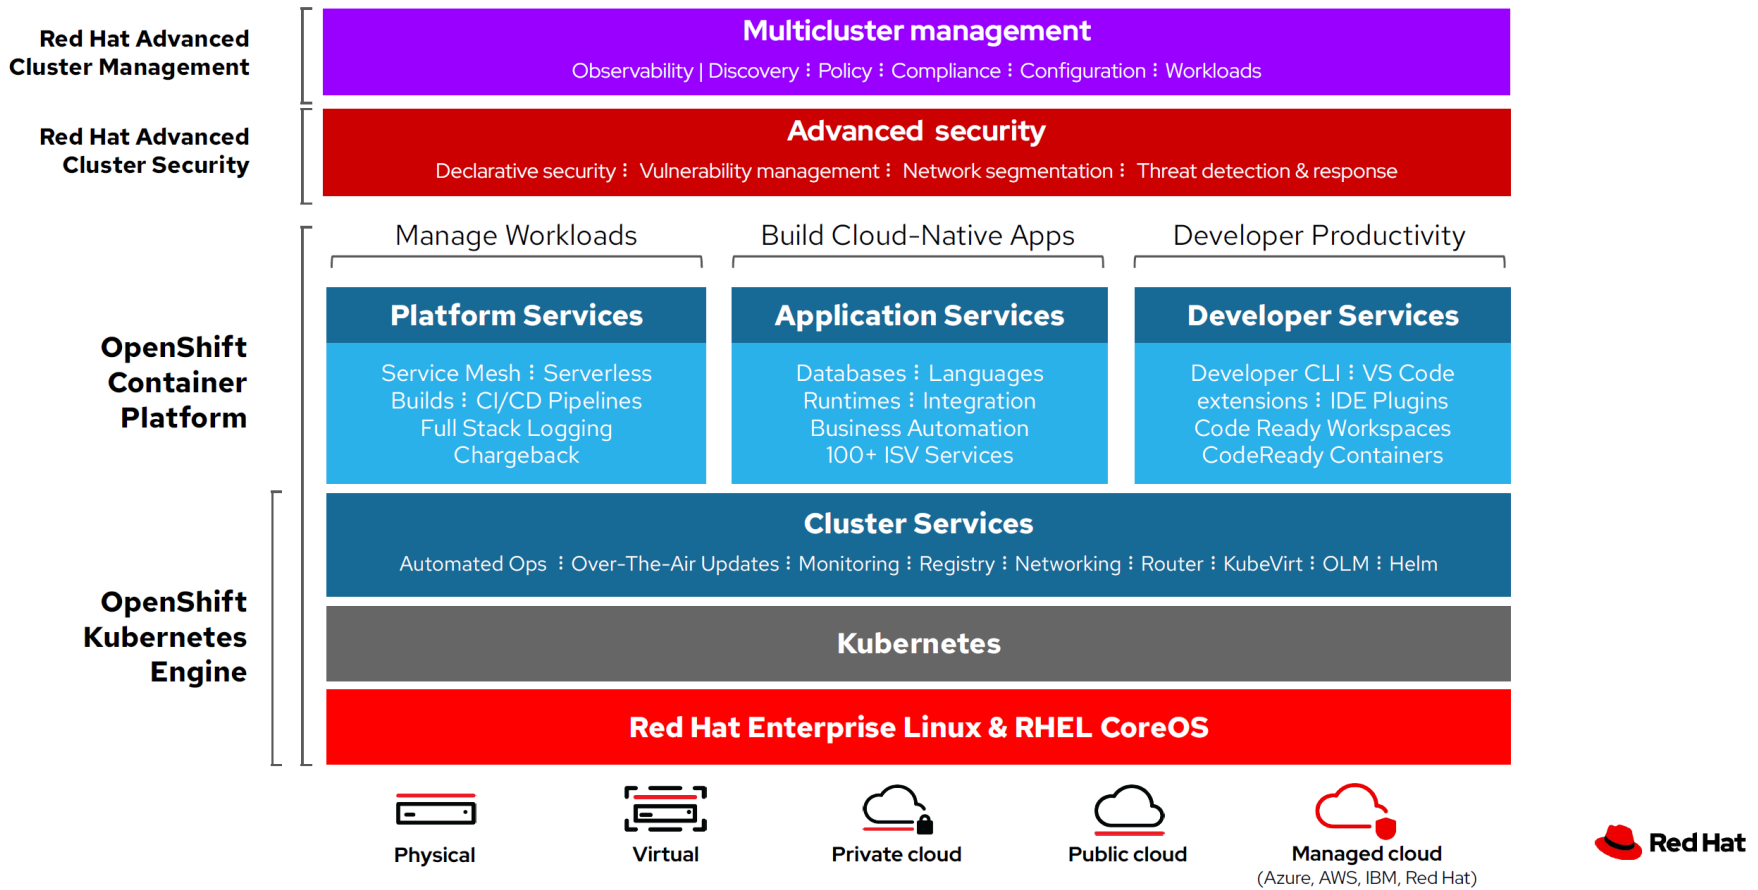 Red Hat Advanced
Cluster Management
Multicluster management
Observability | Discovery ⋮ Policy ⋮ Compliance ⋮ Configuration ⋮ Workloads
Red Hat Advanced
Cluster Security
Advanced security
Declarative security ⋮ Vulnerability management ⋮ Network segmentation ⋮ Threat detection & response
OpenShift
Container
Platform
Manage Workloads
Platform Services
Service Mesh ⋮ Serverless
Builds ⋮ CI/CD Pipelines
Full Stack Logging
Chargeback
Build Cloud-Native Apps
Application Services
Databases ⋮ Languages
Runtimes ⋮ Integration
Business Automation
100+ ISV Services
Developer Productivity
Developer Services
Developer CLI ⋮ VS Code
extensions ⋮ IDE Plugins
Code Ready Workspaces
CodeReady Containers
OpenShift
Kubernetes
Engine
Cluster Services
Automated Ops ⋮ Over-The-Air Updates ⋮ Monitoring ⋮ Registry ⋮ Networking ⋮ Router ⋮ KubeVirt ⋮ OLM ⋮ Helm
Kubernetes
Red Hat Enterprise Linux & RHEL CoreOS
Physical
Virtual
Private cloud
Public cloud
Managed cloud
(Azure, AWS, IBM, Red Hat)
Red Hat